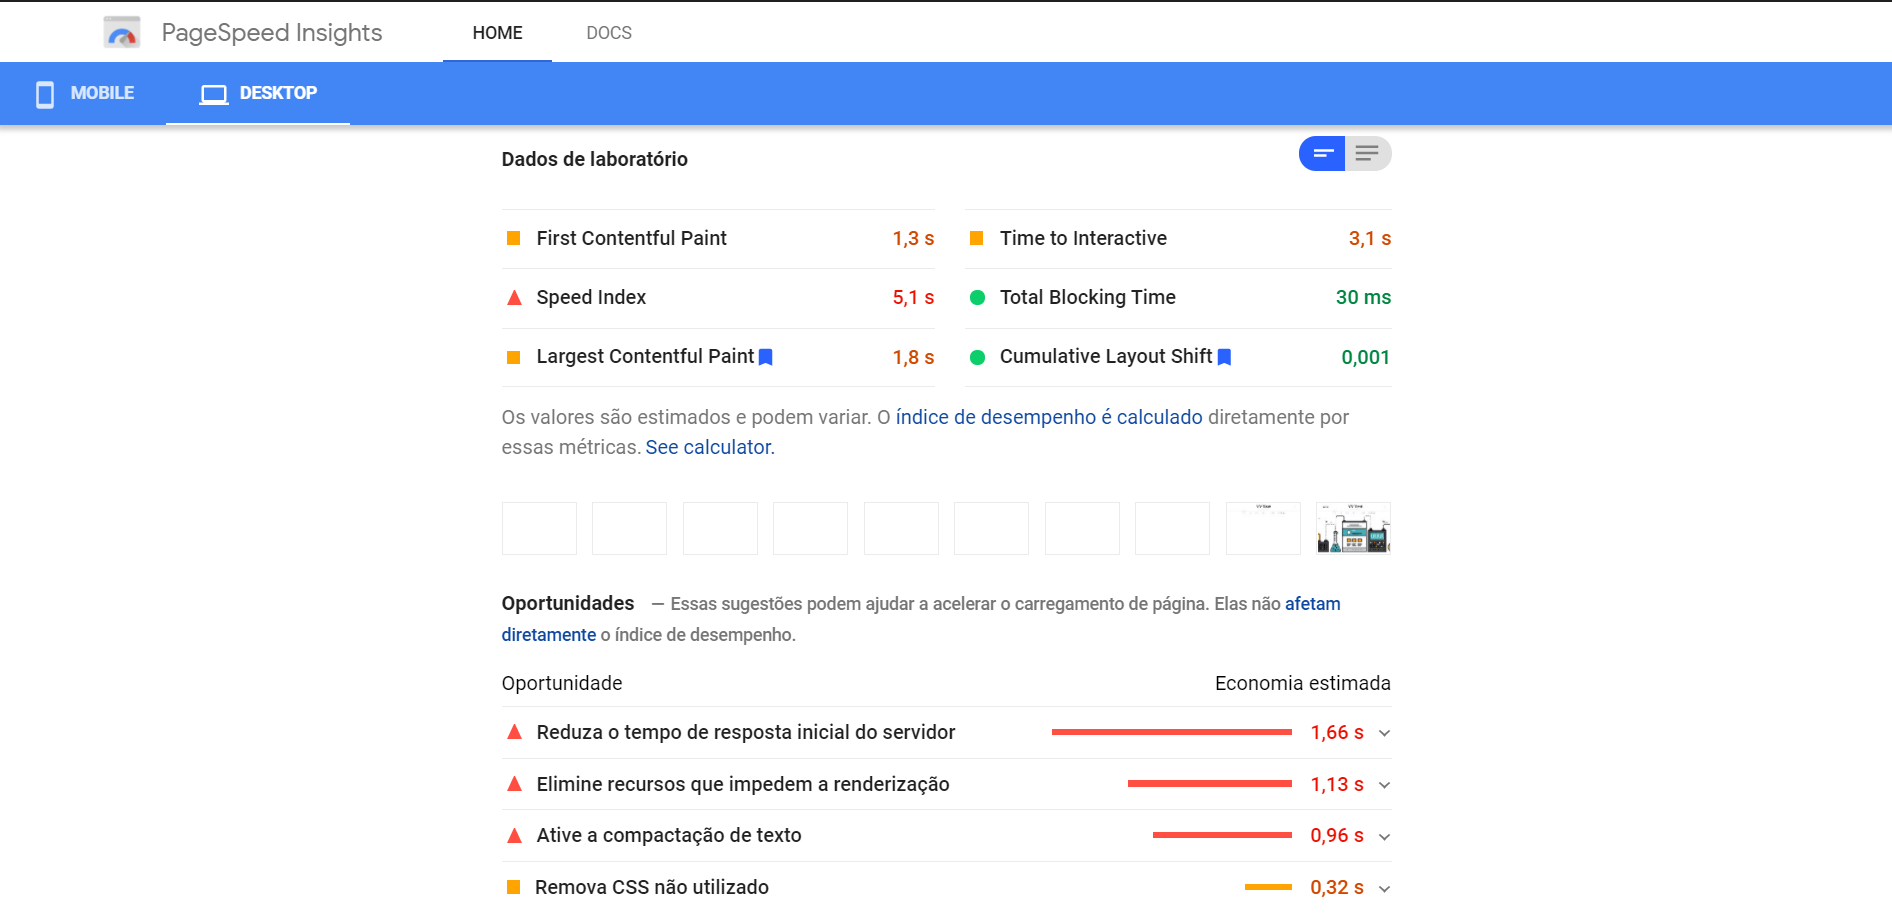 PageSpeed Insights
HOME
DOCS
MOBILE
DESKTOP
Dados de laboratório
First Contentful Paint 1,3 s
Time to Interactive 3,1 s
Speed Index 5,1 s
Total Blocking Time 30 ms
Largest Contentful Paint 1,8 s
Cumulative Layout Shift 0,001
Os valores são estimados e podem variar. O índice de desempenho é calculado diretamente por
essas métricas. See calculator.
Oportunidades — Essas sugestões podem ajudar a acelerar o carregamento de página. Elas não afetam
diretamente o índice de desempenho.
Oportunidade Economia estimada
Reduza o tempo de resposta inicial do servidor 1,66 s
Elimine recursos que impedem a renderização 1,13 s
Ative a compactação de texto 0,96 s
Remova CSS não utilizado 0,32 s